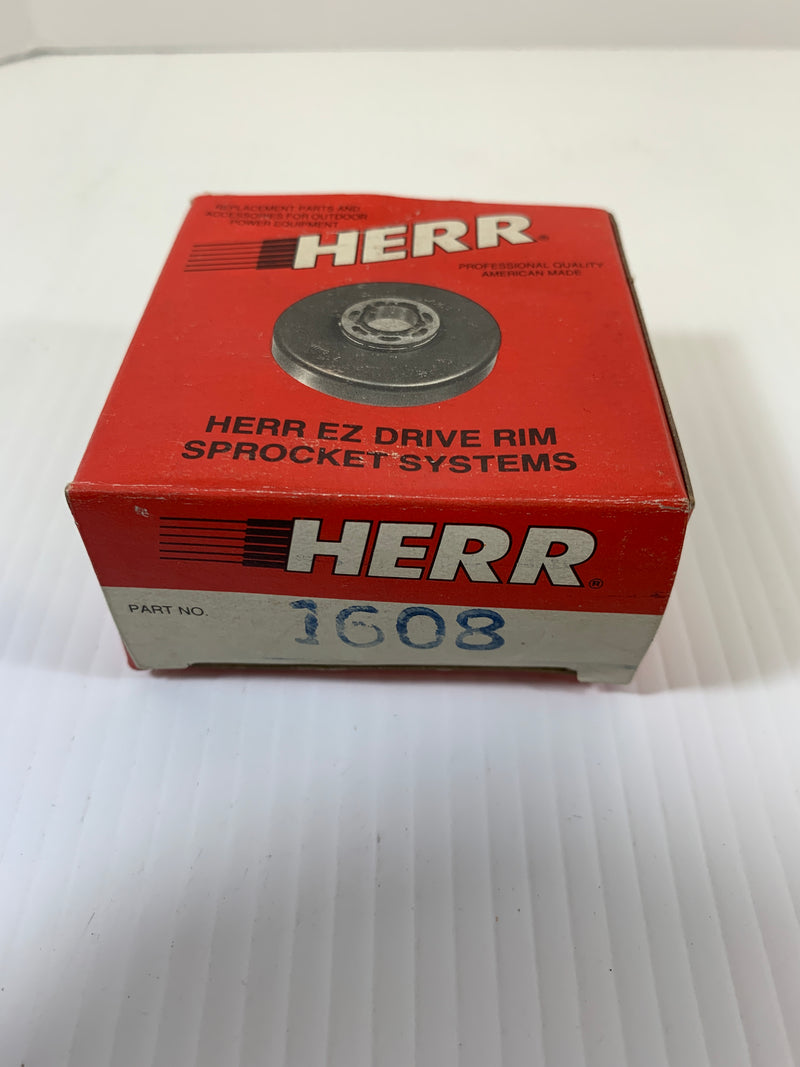 REPLACEMENT PARTS AND
ACCESSORIES FOR OUTDOOR
POWER EQUIPMENT
HERR®
PROFESSIONAL QUALITY
AMERICAN MADE
HERR EZ DRIVE RIM
SPROCKET SYSTEMS
HERR®
PART NO. 1608